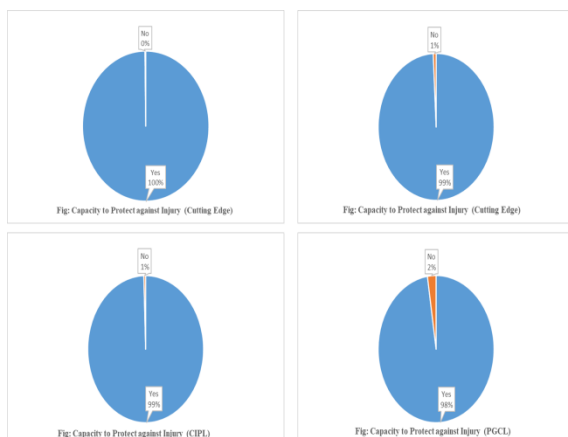 No
0%
Yes
100%
Fig: Capacity to Protect against Injury (Cutting Edge)
No
1%
Yes
99%
Fig: Capacity to Protect against Injury (Cutting Edge)
No
1%
Yes
99%
Fig: Capacity to Protect against Injury (CIPL)
No
2%
Yes
98%
Fig: Capacity to Protect against Injury (PGCL)